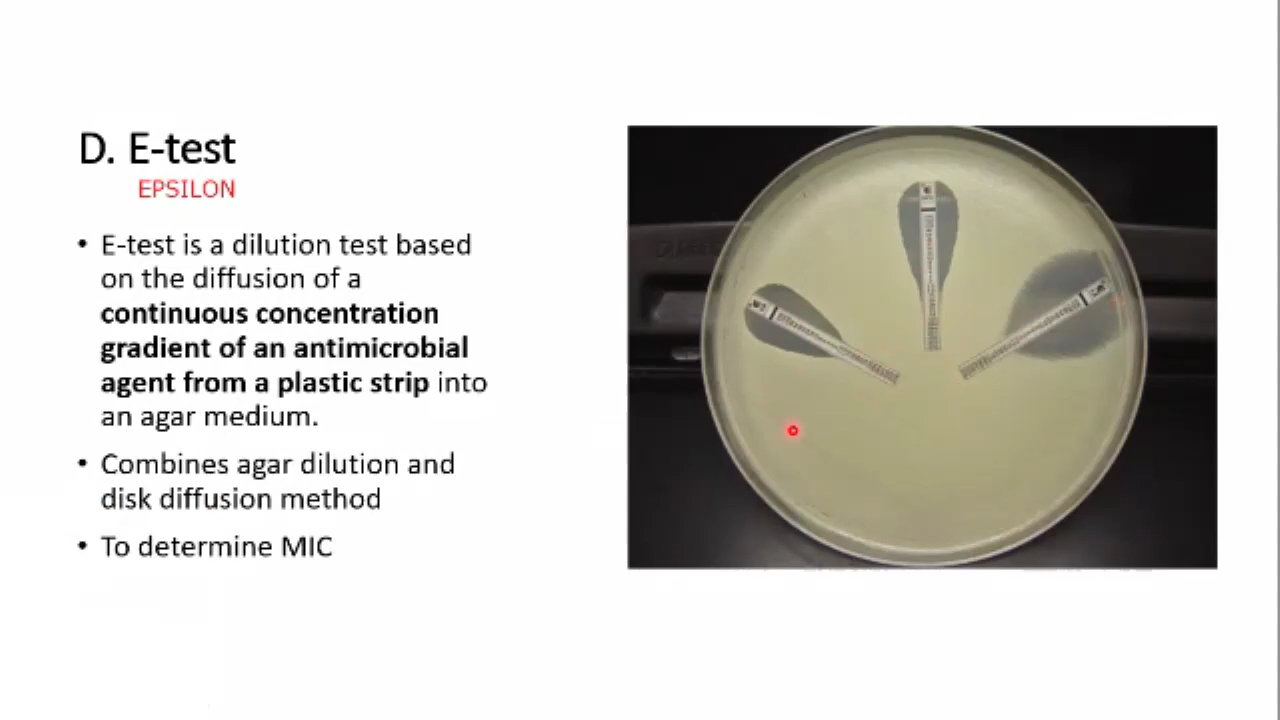 D. E-test
EPSILON
• E-test is a dilution test based
on the diffusion of a
continuous concentration
gradient of an antimicrobial
agent from a plastic strip into
an agar medium.
• Combines agar dilution and
disk diffusion method
• To determine MIC